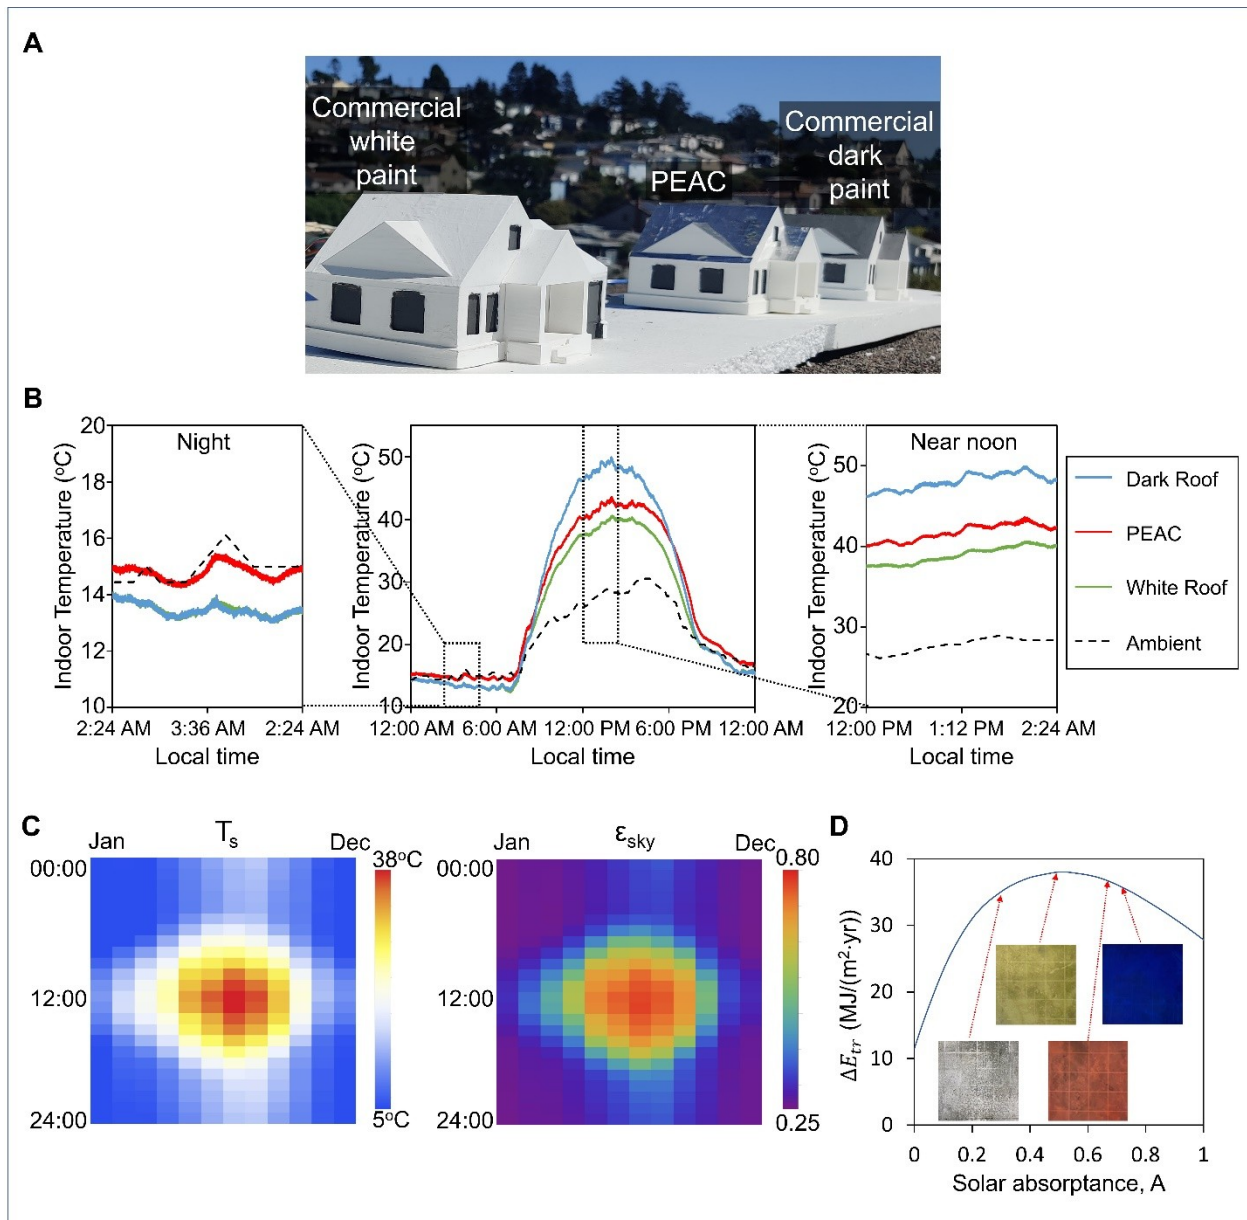 A
Commercial
white
paint
PEAC
Commercial
dark
paint
B
Indoor Temperature (°C)
20
18
16
14
12
10
Night
2:24 AM
3:36 AM
2:24 AM
Local time
Indoor Temperature (°C)
50
40
30
20
10
12:00 AM
6:00 AM
12:00 PM
6:00 PM
12:00 AM
Local time
Indoor Temperature (°C)
50
40
30
20
Near noon
12:00 PM
1:12 PM
2:24 AM
Local time
Dark Roof
PEAC
White Roof
Ambient
C
Jan
Tₛ
Dec
00:00
12:00
24:00
38°C
5°C
Jan
ε_sky
Dec
00:00
12:00
24:00
0.80
0.25
D
ΔE_tr (MJ/(m²·yr))
40
30
20
10
0
0
0.2
0.4
0.6
0.8
1
Solar absorptance, A